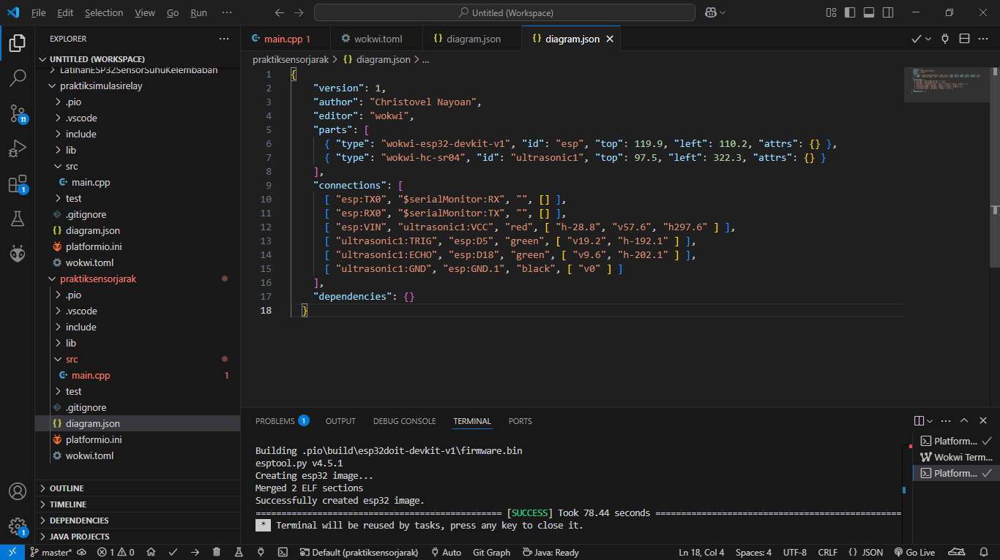 File Edit Selection View Go Run ··· Untitled (Workspace)
EXPLORER
UNTITLED (WORKSPACE)
LatihanESP32SensorSuhuKelembaban
praktiksimulasirelay
.pio
.vscode
include
lib
src
main.cpp
test
.gitignore
diagram.json
platformio.ini
wokwi.toml
praktiksensorjarak
.pio
.vscode
include
lib
src
main.cpp 1
test
.gitignore
diagram.json
platformio.ini
wokwi.toml
OUTLINE
TIMELINE
DEPENDENCIES
JAVA PROJECTS
11
1
1
main.cpp 1 wokwi.toml {} diagram.json {} diagram.json
praktiksensorjarak > {} diagram.json > ...
1 {
2 "version": 1,
3 "author": "Christovel Nayoan",
4 "editor": "wokwi",
5 "parts": [
6 { "type": "wokwi-esp32-devkit-v1", "id": "esp", "top": 119.9, "left": 110.2, "attrs": {} },
7 { "type": "wokwi-hc-sr04", "id": "ultrasonic1", "top": 97.5, "left": 322.3, "attrs": {} }
8 ],
9 "connections": [
10 [ "esp:TX0", "$serialMonitor:RX", "", [] ],
11 [ "esp:RX0", "$serialMonitor:TX", "", [] ],
12 [ "esp:VIN", "ultrasonic1:VCC", "red", [ "h-28.8", "v57.6", "h297.6" ] ],
13 [ "ultrasonic1:TRIG", "esp:D5", "green", [ "v19.2", "h-192.1" ] ],
14 [ "ultrasonic1:ECHO", "esp:D18", "green", [ "v9.6", "h-202.1" ] ],
15 [ "ultrasonic1:GND", "esp:GND.1", "black", [ "v0" ] ]
16 ],
17 "dependencies": {}
18 }
PROBLEMS 1 OUTPUT DEBUG CONSOLE TERMINAL PORTS
Building .pio\build\esp32doit-devkit-v1\firmware.bin
esptool.py v4.5.1
Creating esp32 image...
Merged 2 ELF sections
Successfully created esp32 image.
============================================== [SUCCESS] Took 78.44 seconds ==============================================
* Terminal will be reused by tasks, press any key to close it.
Platform...
Wokwi Term...
Platform...
master* 1 0 Default (praktiksensorjarak) Auto Git Graph Java: Ready Ln 18, Col 4 Spaces: 4 UTF-8 CRLF {} JSON Go Live